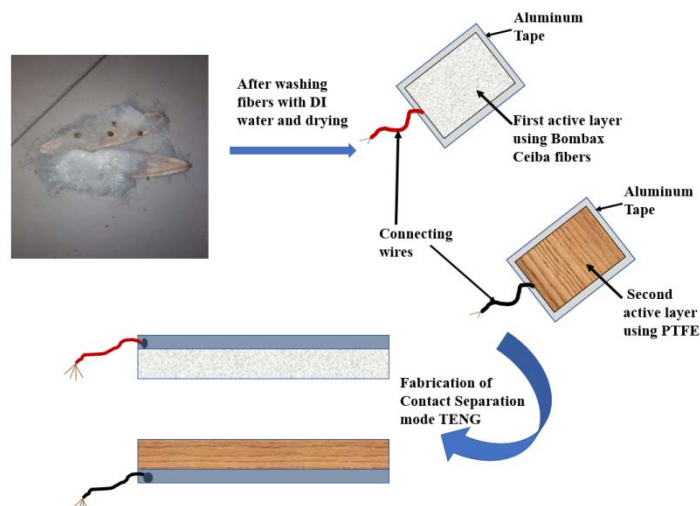 Aluminum
Tape
After washing
fibers with DI
water and drying
First active layer
using Bombax
Ceiba fibers
Aluminum
Tape
Connecting
wires
Second
active layer
using PTFE
Fabrication of
Contact Separation
mode TENG